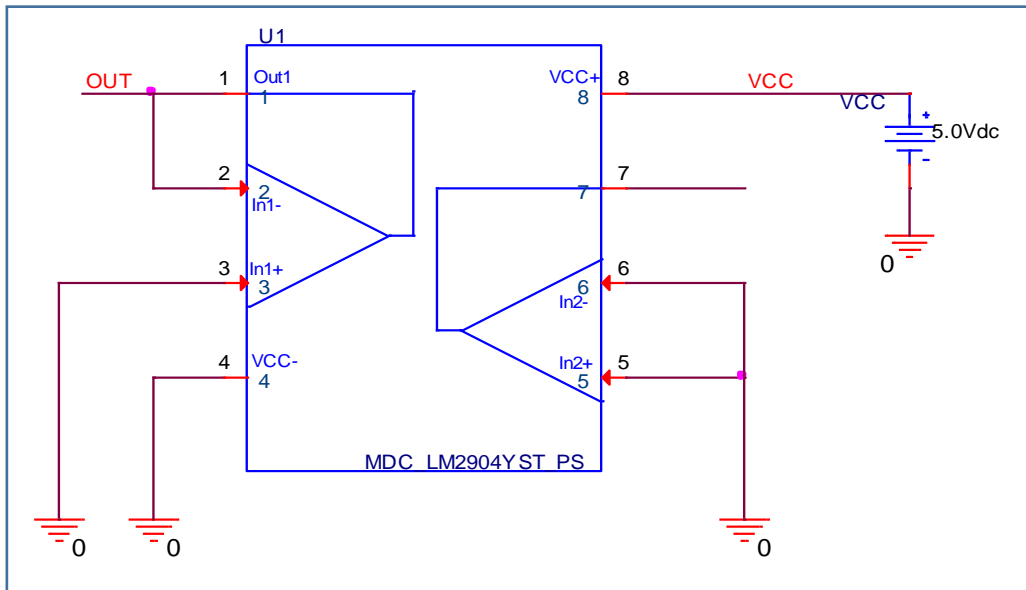 U1
OUT
1
Out1
1
VCC+
8
8
VCC
VCC
+
5.0Vdc
-
2
2
In1-
7
7
3
In1+
3
6
6
In2-
0
4
VCC-
4
In2+
5
5
MDC_LM2904YST_PS
0
0
0